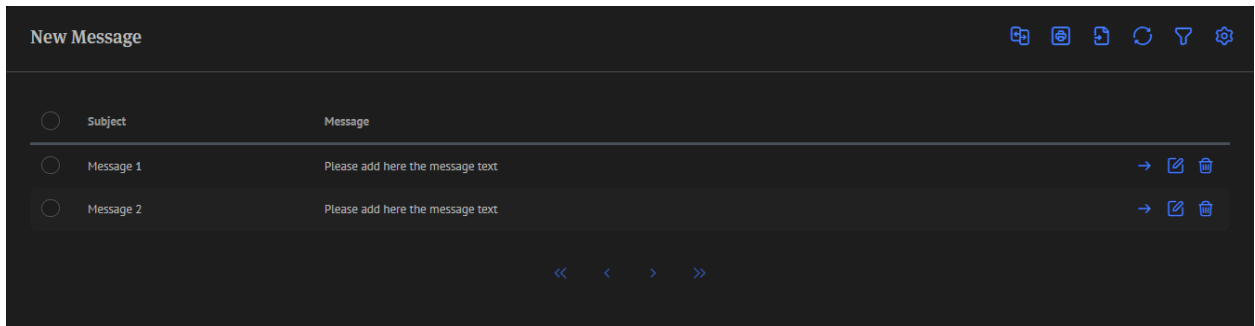 New Message
Subject Message
Message 1 Please add here the message text
Message 2 Please add here the message text